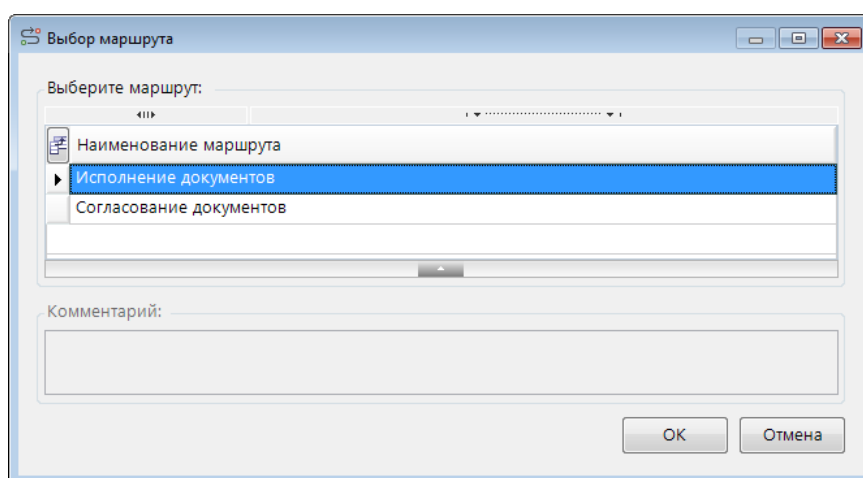 Выбор маршрута
Выберите маршрут:
Наименование маршрута
Исполнение документов
Согласование документов
Комментарий:
OK
Отмена